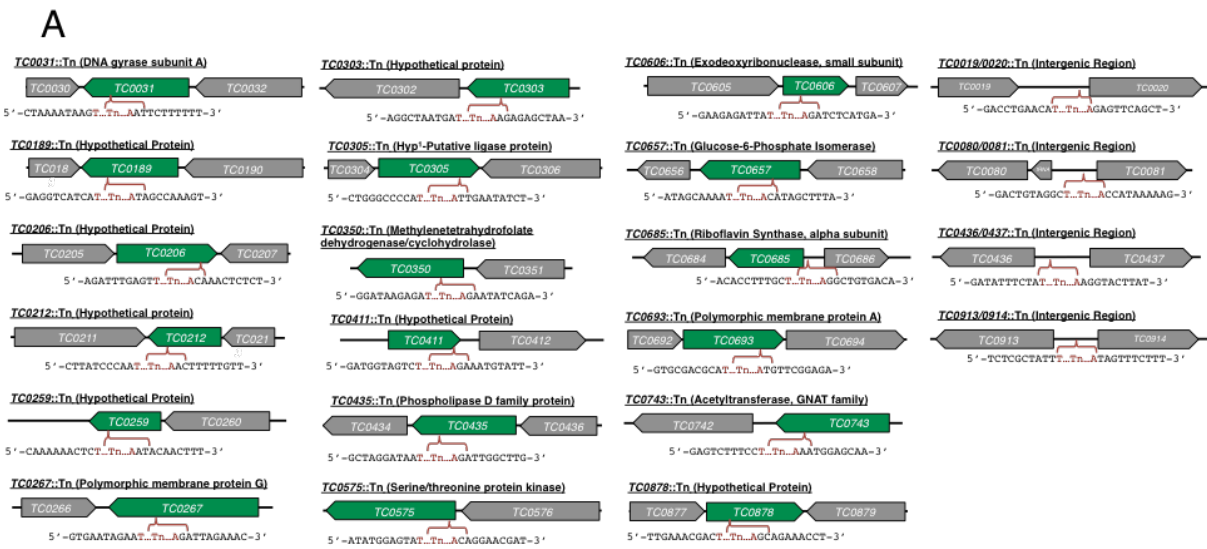 A
TC0031::Tn (DNA gyrase subunit A)
TC0030 TC0031 TC0032
5'-CTAAAATAAGT…Tn…AATTCTTTTTT-3'
TC0189::Tn (Hypothetical Protein)
TC018 TC0189 TC0190
5'-GAGGTCATCAT…Tn…ATAGCCAAAGT-3'
TC0206::Tn (Hypothetical Protein)
TC0205 TC0206 TC0207
5'-AGATTTGAGTT…Tn…ACAAACTCTCT-3'
TC0212::Tn (Hypothetical protein)
TC0211 TC0212 TC021
5'-CTTATCCCAAT…Tn…AACTTTTTGTT-3'
TC0259::Tn (Hypothetical Protein)
TC0259 TC0260
5'-CAAAAAACTCT…Tn…AATACAACTTT-3'
TC0267::Tn (Polymorphic membrane protein G)
TC0266 TC0267
5'-GTGAATAGAAT…Tn…AGATTAGAAAC-3'
TC0303::Tn (Hypothetical protein)
TC0302 TC0303
5'-AGGCTAATGAT…Tn…AAGAGAGCTAA-3'
TC0305::Tn (Hyp¹-Putative ligase protein)
TC0304 TC0305 TC0306
5'-CTGGGCCCCAT…Tn…ATTGAATATCT-3'
TC0350::Tn (Methylenetetrahydrofolate
dehydrogenase/cyclohydrolase)
TC0350 TC0351
5'-GGATAAGAGAT…Tn…AGAATATCAGA-3'
TC0411::Tn (Hypothetical Protein)
TC0411 TC0412
5'-GATGGTAGTCT…Tn…AGAAATGTATT-3'
TC0435::Tn (Phospholipase D family protein)
TC0434 TC0435 TC0436
5'-GCTAGGATAAT…Tn…AGATTGGCTTG-3'
TC0575::Tn (Serine/threonine protein kinase)
TC0575 TC0576
5'-ATATGGAGTAT…Tn…ACAGGAACGAT-3'
TC0606::Tn (Exodeoxyribonuclease, small subunit)
TC0605 TC0606 TC0607
5'-GAAGAGATTAT…Tn…AGATCTCATGA-3'
TC0657::Tn (Glucose-6-Phosphate Isomerase)
TC0656 TC0657 TC0658
5'-ATAGCAAAAT…Tn…ACATAGCTTTA-3'
TC0685::Tn (Riboflavin Synthase, alpha subunit)
TC0684 TC0685 TC0686
5'-ACACCTTTGCT…Tn…AGGCTGTGACA-3'
TC0693::Tn (Polymorphic membrane protein A)
TC0692 TC0693 TC0694
5'-GTGCGACGCAT…Tn…ATGTTCGGAGA-3'
TC0743::Tn (Acetyltransferase, GNAT family)
TC0742 TC0743
5'-GAGTCTTTCCT…Tn…AAATGGAGCAA-3'
TC0878::Tn (Hypothetical Protein)
TC0877 TC0878 TC0879
5'-TTGAAACGACT…Tn…AGCAGAAACCT-3'
TC0019/0020::Tn (Intergenic Region)
TC0019 TC0020
5'-GACCTGAACAT…Tn…AGAGTTCAGCT-3'
TC0080/0081::Tn (Intergenic Region)
TC0080 TC0081
5'-GACTGTAGGCT…Tn…ACCATAAAAAG-3'
TC0436/0437::Tn (Intergenic Region)
TC0436 TC0437
5'-GATATTTCTAT…Tn…AAGGTACTTAT-3'
TC0913/0914::Tn (Intergenic Region)
TC0913 TC0914
5'-TCTCGCTATTT…Tn…ATAGTTTCTTT-3'